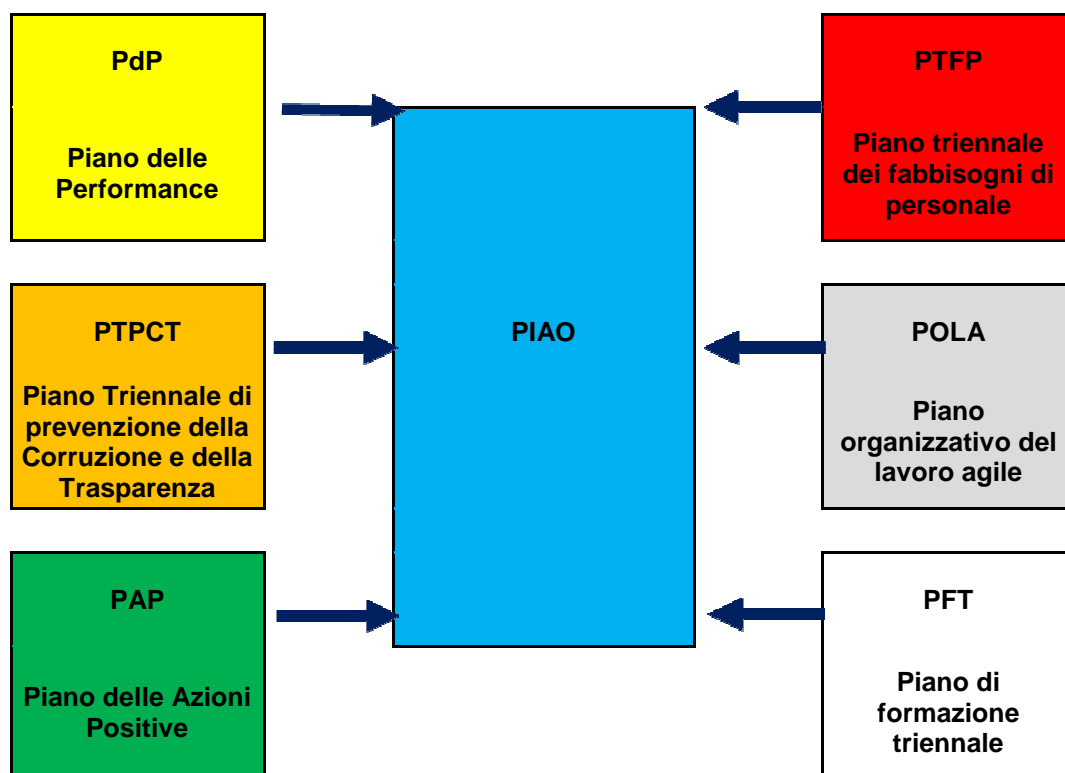 PdP
Piano delle
Performance
PTPCT
Piano Triennale di
prevenzione della
Corruzione e della
Trasparenza
PAP
Piano delle Azioni
Positive
PIAO
PTFP
Piano triennale
dei fabbisogni di
personale
POLA
Piano
organizzativo del
lavoro agile
PFT
Piano di
formazione
triennale